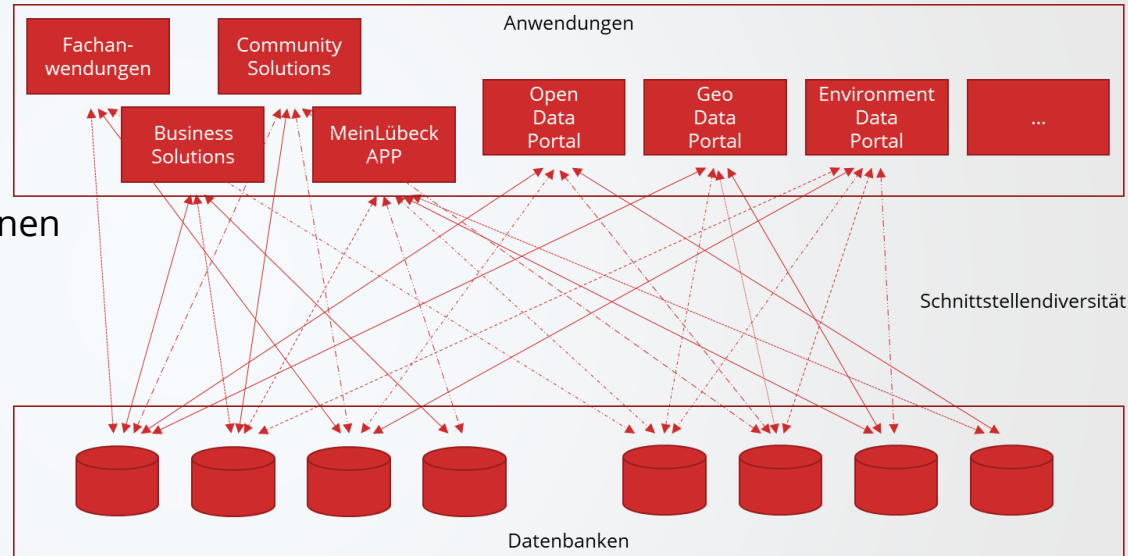 Anwendungen
Fachan-
wendungen
Community
Solutions
Business
Solutions
MeinLübeck
APP
Open
Data
Portal
Geo
Data
Portal
Environment
Data
Portal
...
nen
Schnittstellendiversität
Datenbanken